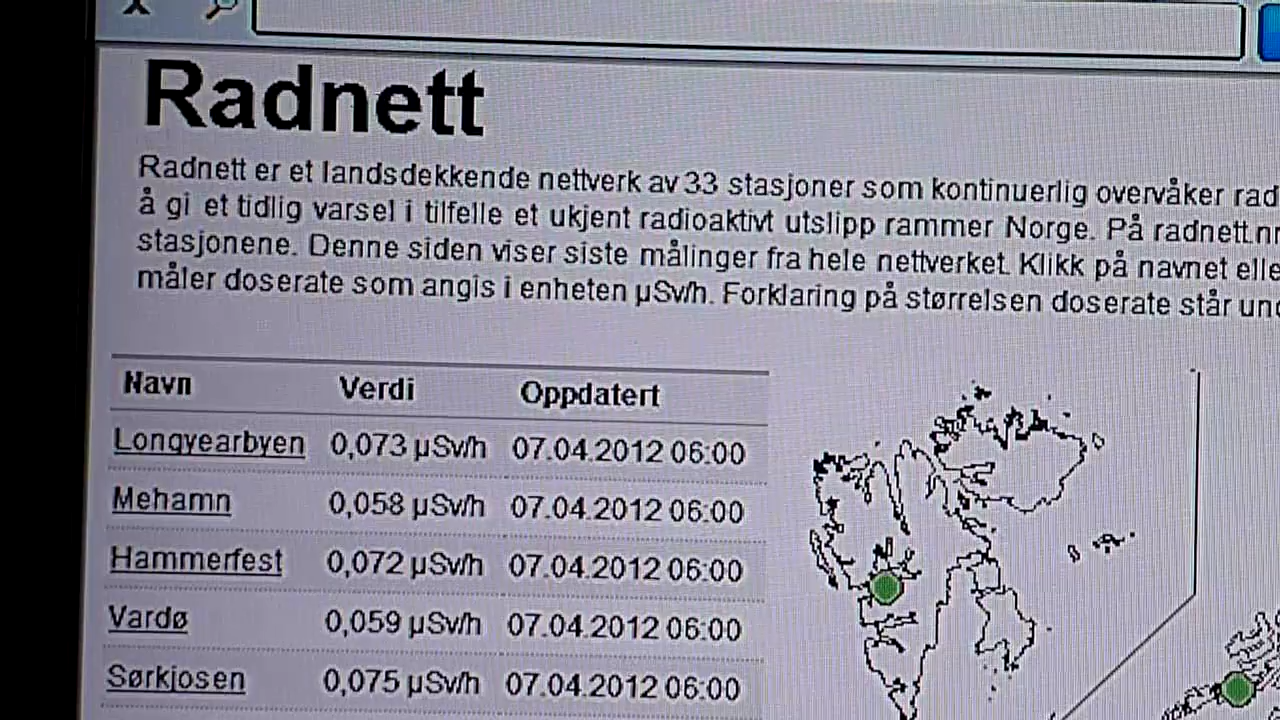 Radnett
Radnett er et landsdekkende nettverk av 33 stasjoner som kontinuerlig overvåker rad
å gi et tidlig varsel i tilfelle et ukjent radioaktivt utslipp rammer Norge. På radnett.nr
stasjonene. Denne siden viser siste målinger fra hele nettverket. Klikk på navnet elle
måler doserate som angis i enheten µSv/h. Forklaring på størrelsen doserate står und
Navn Verdi Oppdatert
Longyearbyen 0,073 µSv/h 07.04.2012 06:00
Mehamn 0,058 µSv/h 07.04.2012 06:00
Hammerfest 0,072 µSv/h 07.04.2012 06:00
Vardø 0,059 µSv/h 07.04.2012 06:00
Sørkjosen 0,075 µSv/h 07.04.2012 06:00